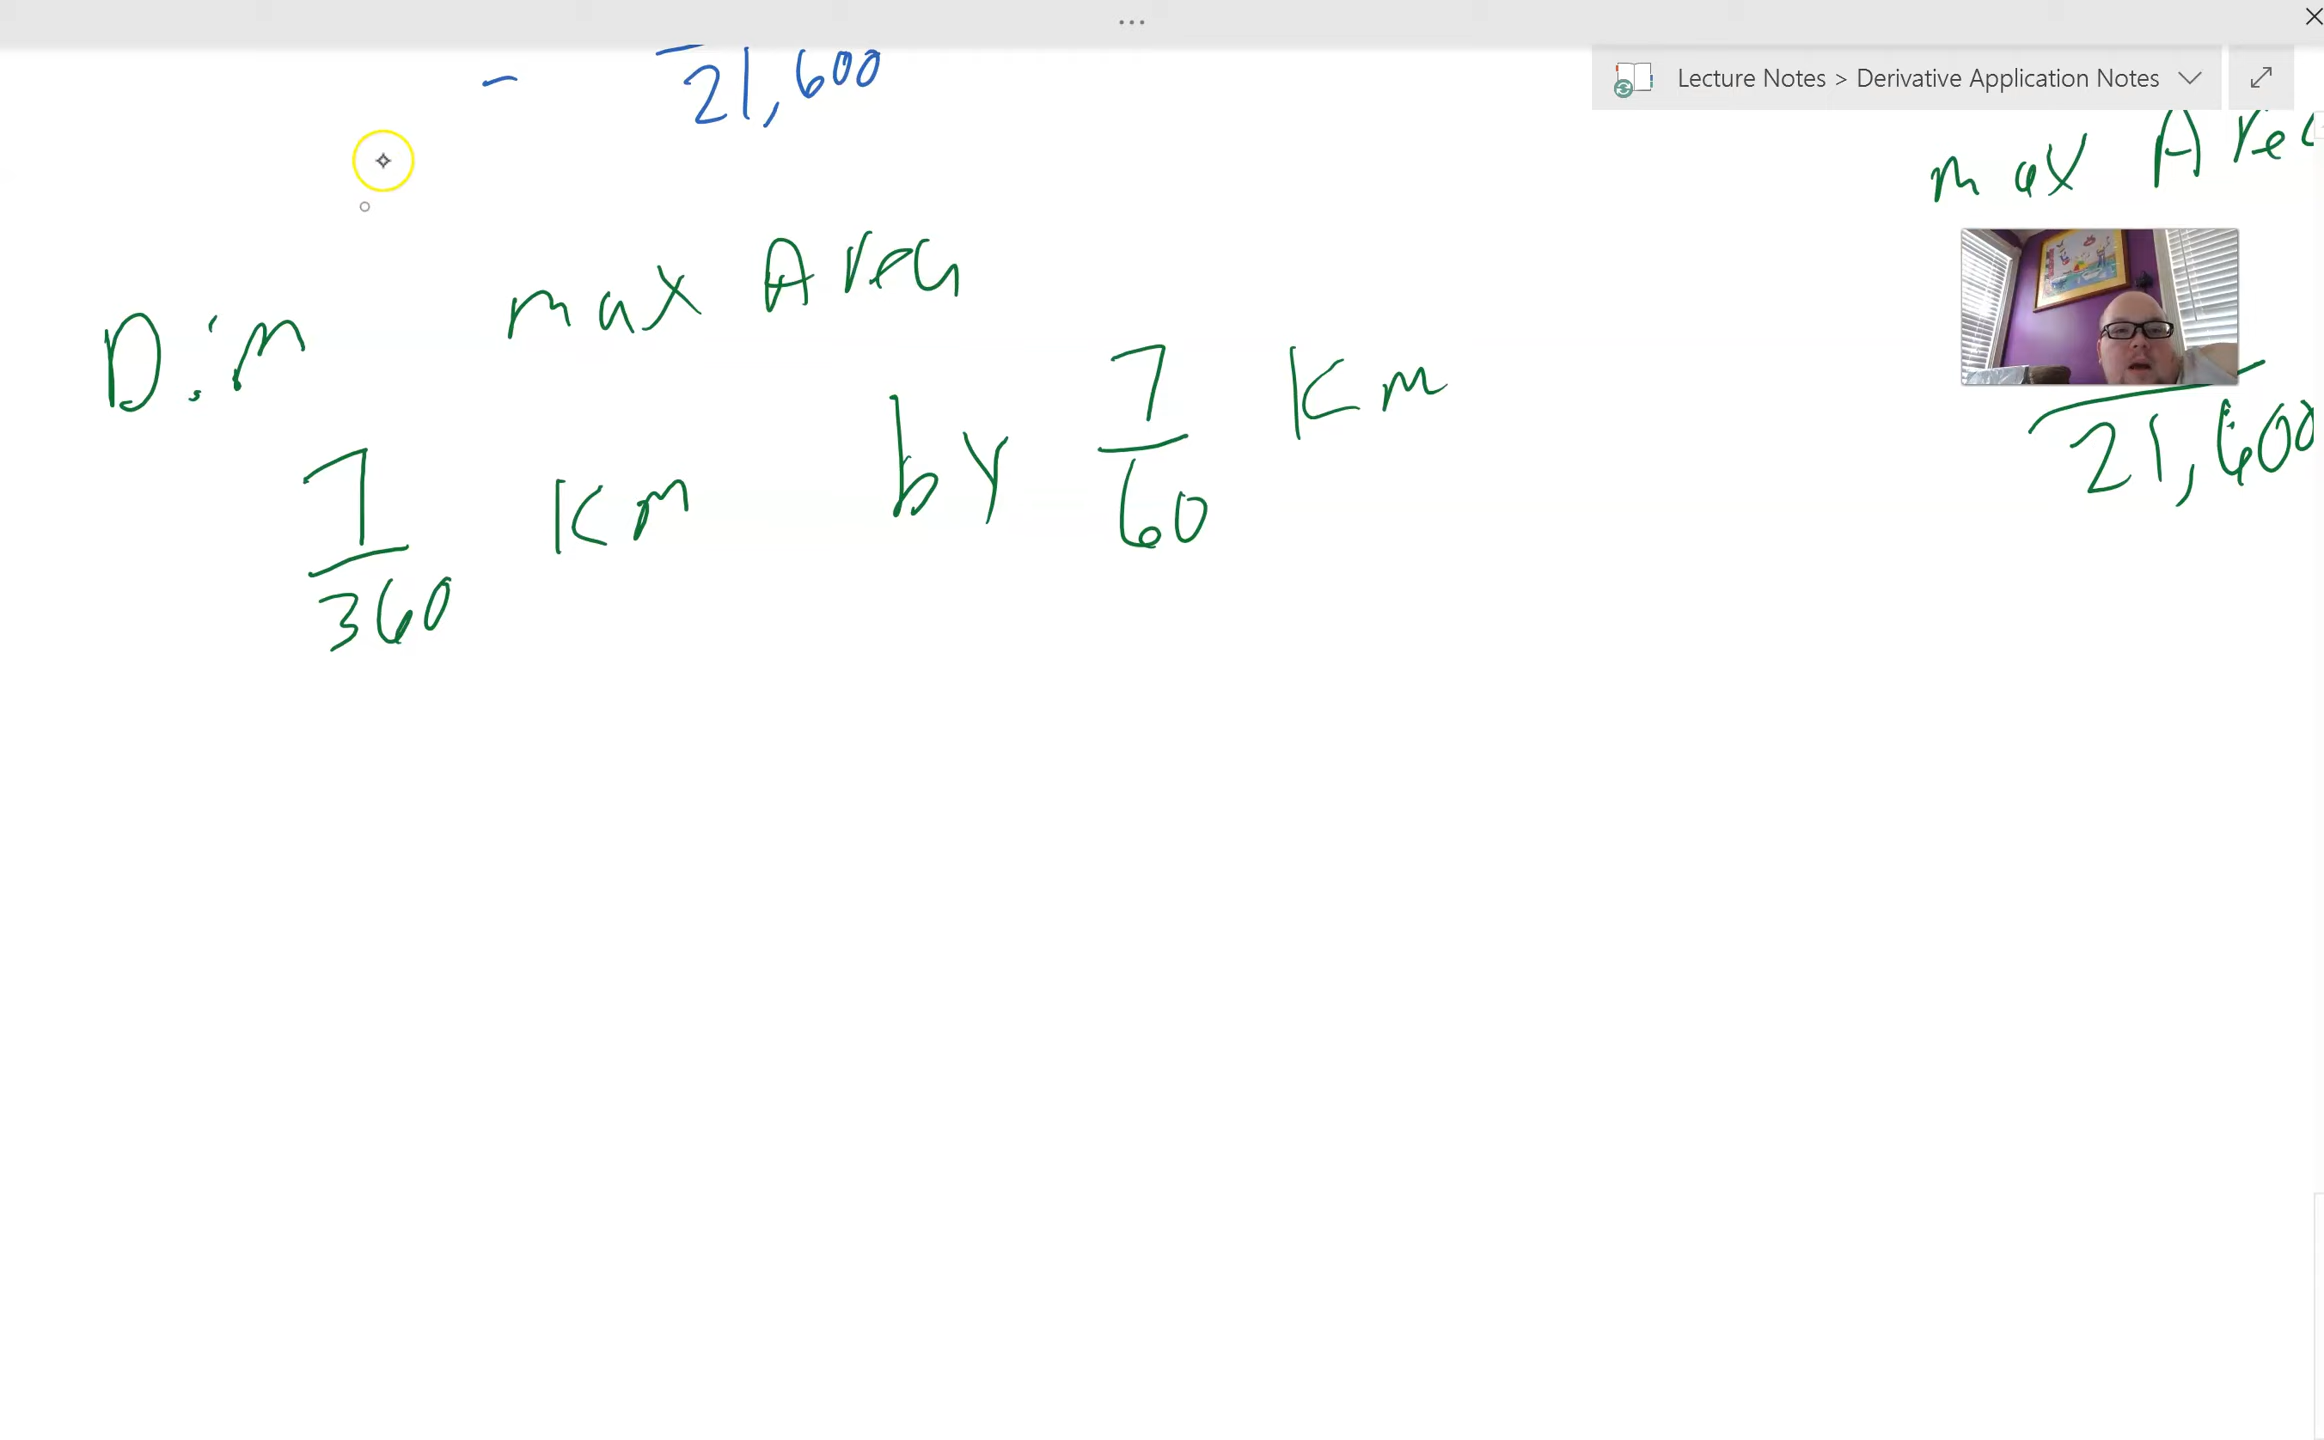 ...
Lecture Notes > Derivative Application Notes
= 21,600
max Area
Dim max Area
7/360 Km by 7/60 Km
21,600